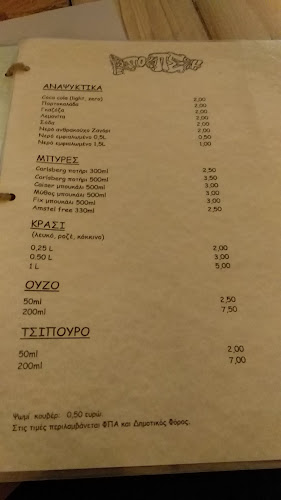 ΑΝΑΨΥΚΤΙΚΑ
Coca cola (light, zero) 2,00
Πορτοκαλάδα 2,00
Γκαζόζα 2,00
Λεμονίτα 2,00
Σόδα 2,00
Νερό ανθρακούχο Ζαγόρι 2,00
Νερό εμφιαλωμένο 0,5L 0,50
Νερό εμφιαλωμένο 1,5L 1,00
ΜΠΥΡΕΣ
Carlsberg ποτήρι 300ml 2,50
Carlsberg ποτήρι 500ml 3,50
Kaiser μπουκάλι 500ml 3,00
Μύθος μπουκάλι 500ml 3,00
Fix μπουκάλι 500ml 3,00
Amstel free 330ml 2,50
ΚΡΑΣΙ
(λευκό, ροζέ, κόκκινο)
0,25 L 2,00
0,50 L 3,00
1 L 5,00
ΟΥΖΟ
50ml 2,50
200ml 7,50
ΤΣΙΠΟΥΡΟ
50ml 2,00
200ml 7,00
Ψωμί κουβέρ: 0,50 ευρώ
Στις τιμές περιλαμβάνεται ΦΠΑ και Δημοτικός Φόρος.